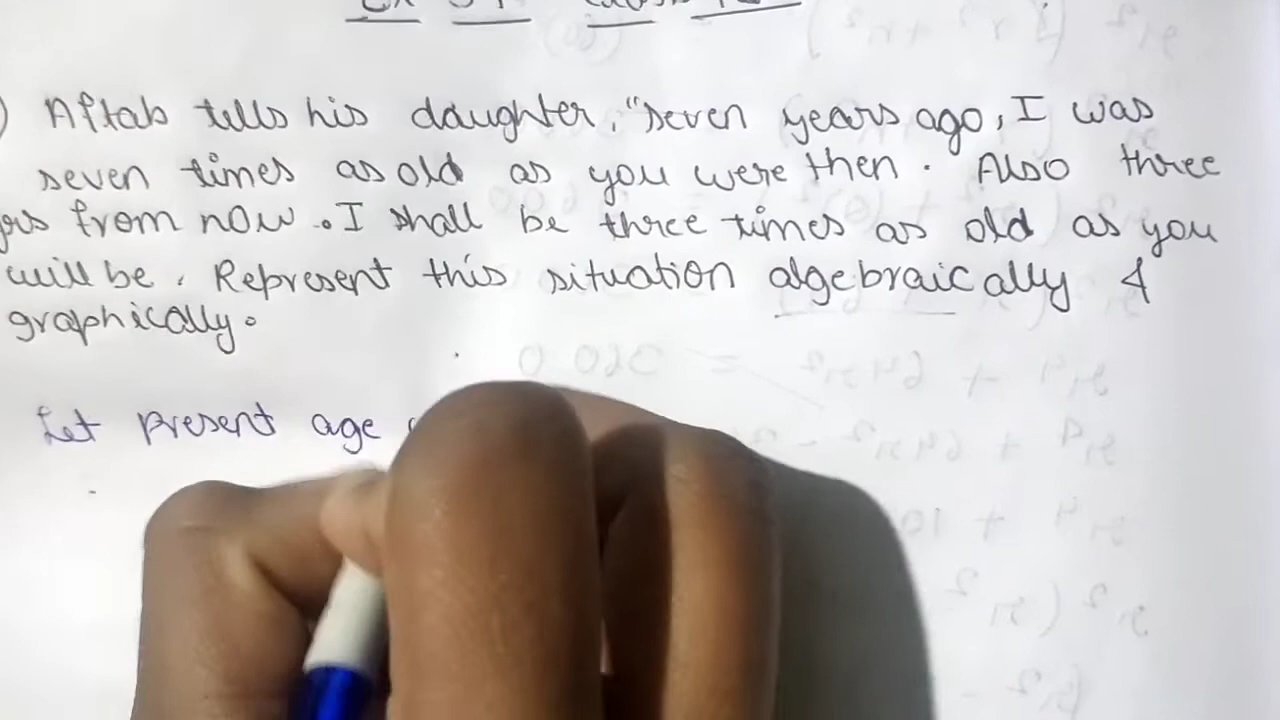 ) Aftab tells his daughter, "seven years ago, I was
seven times as old as you were then. Also three
from now. I shall be three times as old as you
will be. Represent this situation algebraically &
graphically.
Let present age